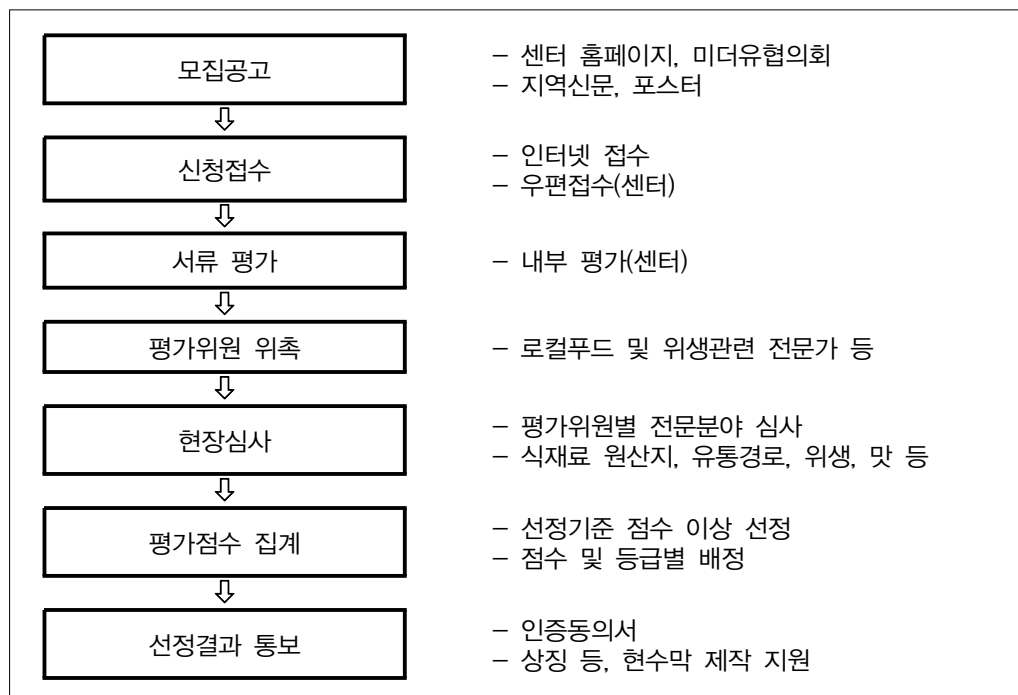 모집공고
– 센터 홈페이지, 미더유협의회
– 지역신문, 포스터
신청접수
– 인터넷 접수
– 우편접수(센터)
서류 평가
– 내부 평가(센터)
평가위원 위촉
– 로컬푸드 및 위생관련 전문가 등
현장심사
– 평가위원별 전문분야 심사
– 식재료 원산지, 유통경로, 위생, 맛 등
평가점수 집계
– 선정기준 점수 이상 선정
– 점수 및 등급별 배정
선정결과 통보
– 인증동의서
– 상징 등, 현수막 제작 지원